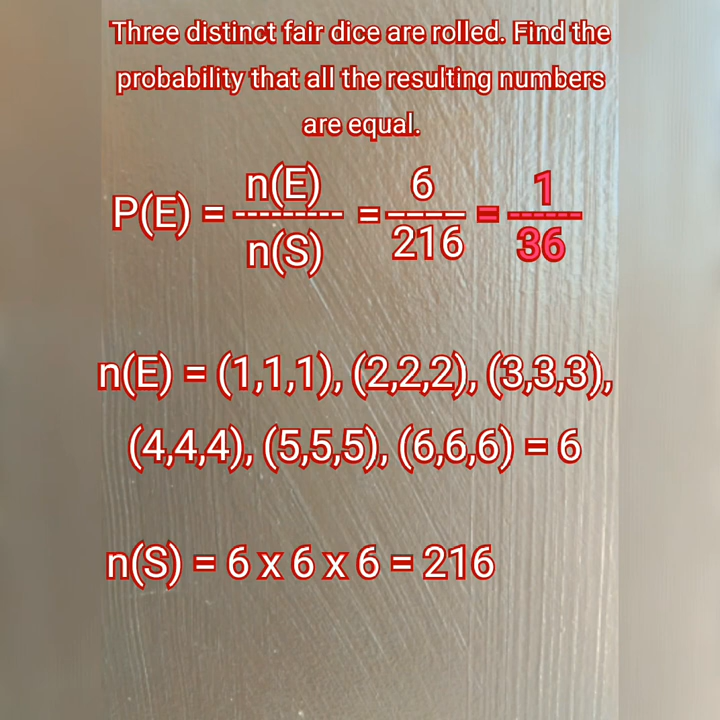 Three distinct fair dice are rolled. Find the
probability that all the resulting numbers
are equal.
P(E) = n(E) / n(S) = 6 / 216 = 1 / 36
n(E) = (1,1,1), (2,2,2), (3,3,3),
(4,4,4), (5,5,5), (6,6,6) = 6
n(S) = 6 x 6 x 6 = 216